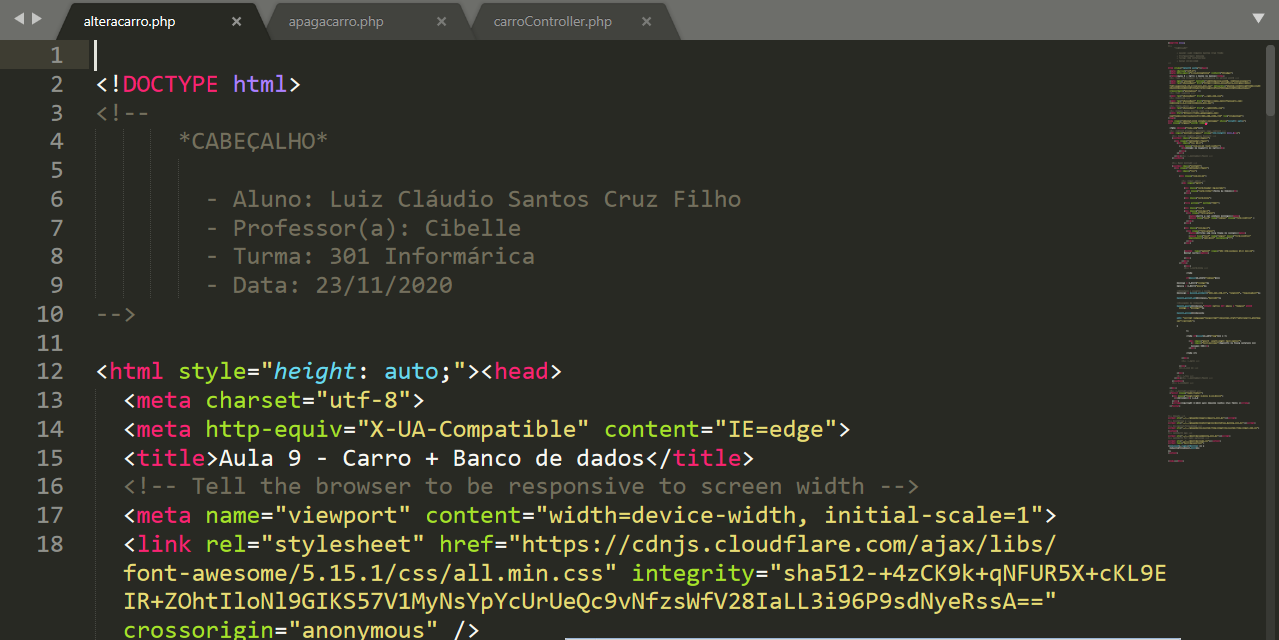 alteracarro.php × apagacarro.php × carroController.php ×
1
2 <!DOCTYPE html>
3 <!--
4 *CABEÇALHO*
5
6 - Aluno: Luiz Cláudio Santos Cruz Filho
7 - Professor(a): Cibelle
8 - Turma: 301 Informárica
9 - Data: 23/11/2020
10 -->
11
12 <html style="height: auto;"><head>
13 <meta charset="utf-8">
14 <meta http-equiv="X-UA-Compatible" content="IE=edge">
15 <title>Aula 9 - Carro + Banco de dados</title>
16 <!-- Tell the browser to be responsive to screen width -->
17 <meta name="viewport" content="width=device-width, initial-scale=1">
18 <link rel="stylesheet" href="https://cdnjs.cloudflare.com/ajax/libs/
font-awesome/5.15.1/css/all.min.css" integrity="sha512-+4zCK9k+qNFUR5X+cKL9E
IR+ZOhtIloNl9GIKS57V1MyNsYpYcUrUeQc9vNfzsWfV28IaLL3i96P9sdNyeRssA=="
crossorigin="anonymous" />